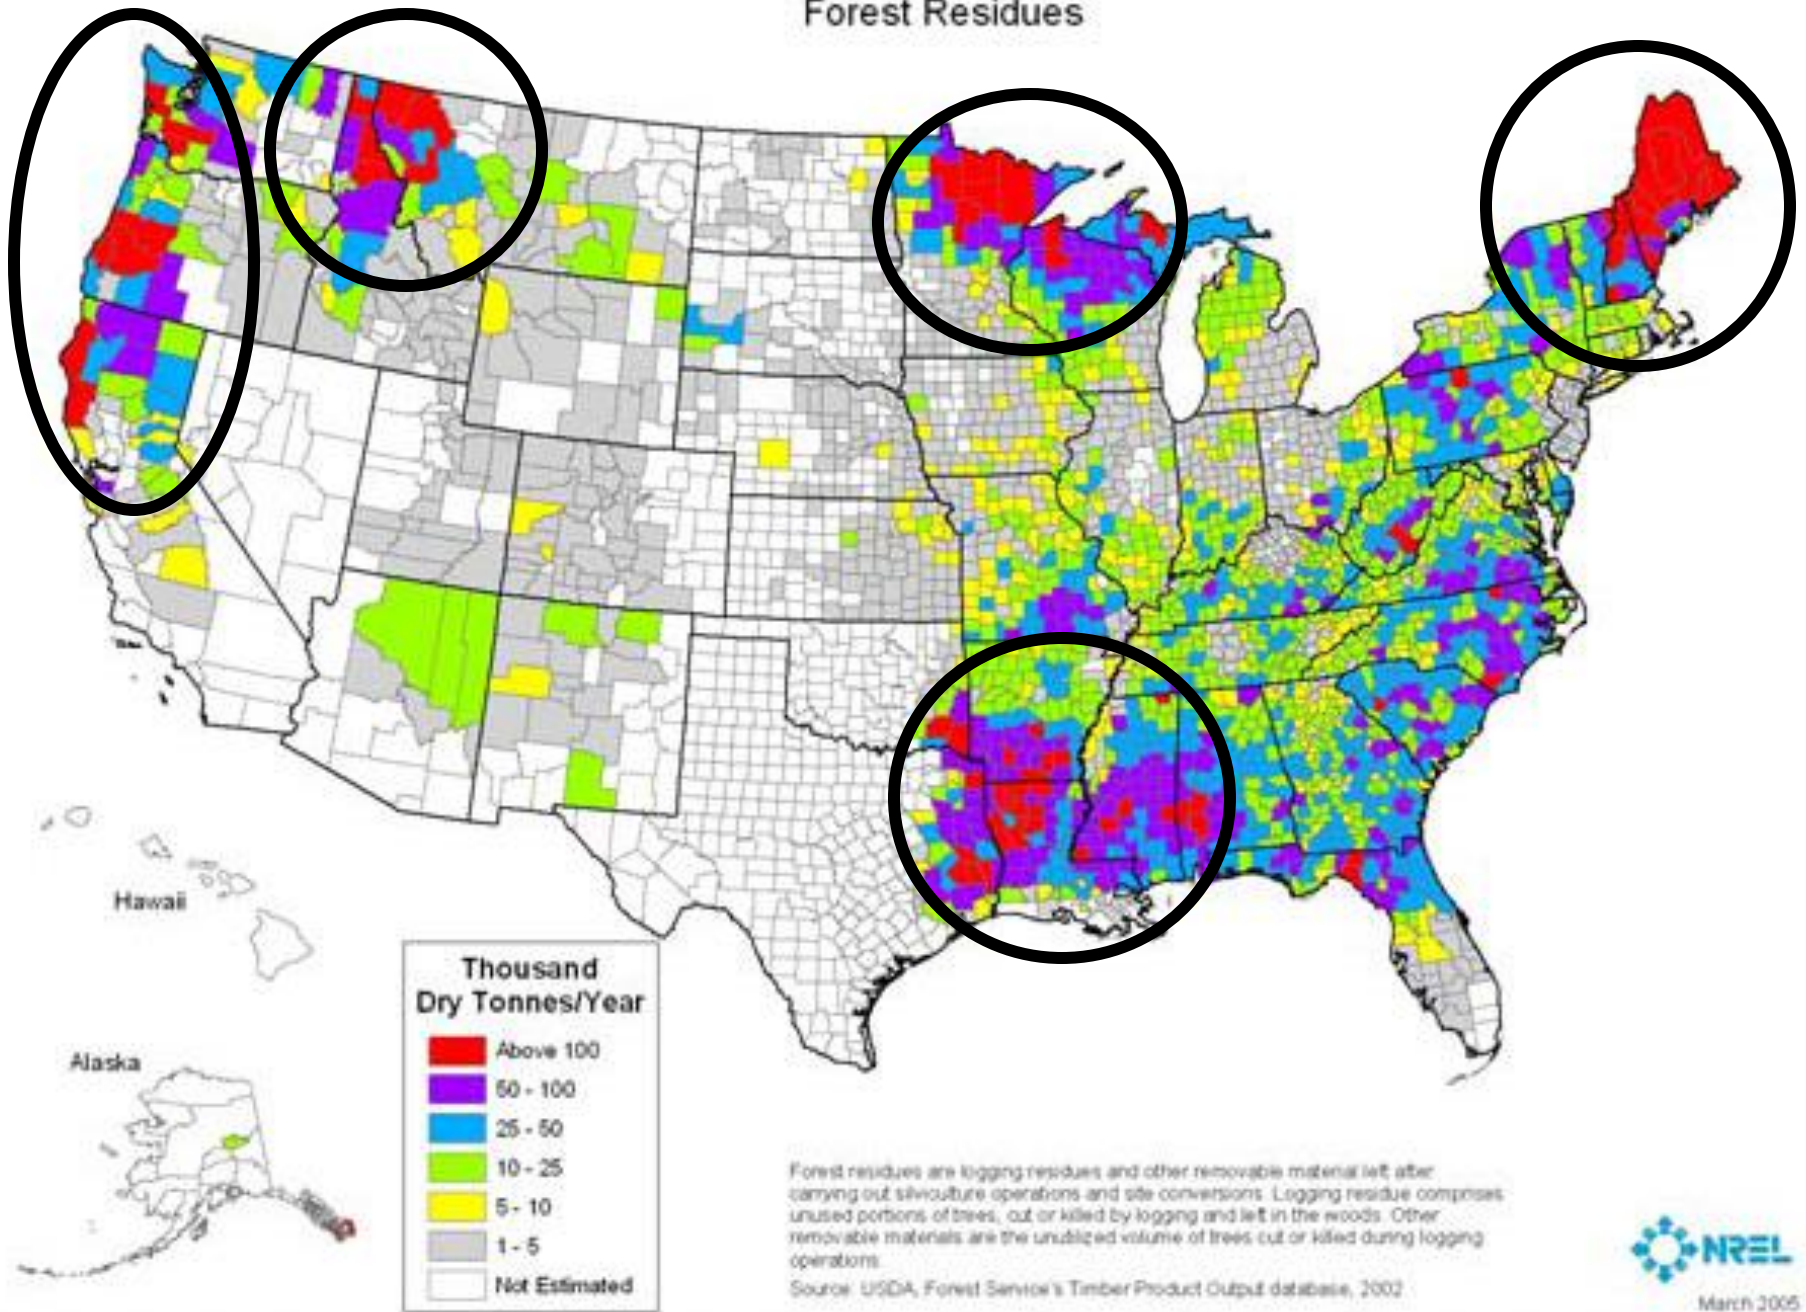 Forest Residues
Hawaii
Alaska
Thousand
Dry Tonnes/Year
Above 100
50 - 100
25 - 50
10 - 25
5 - 10
1 - 5
Not Estimated
Forest residues are logging residues and other removable material left after
carrying out silviculture operations and site conversions. Logging residue comprises
unused portions of trees, cut or killed by logging and left in the woods. Other
removable materials are the unutilized volume of trees cut or killed during logging
operations.
Source: USDA, Forest Service's Timber Product Output database, 2002
NREL
March 2005